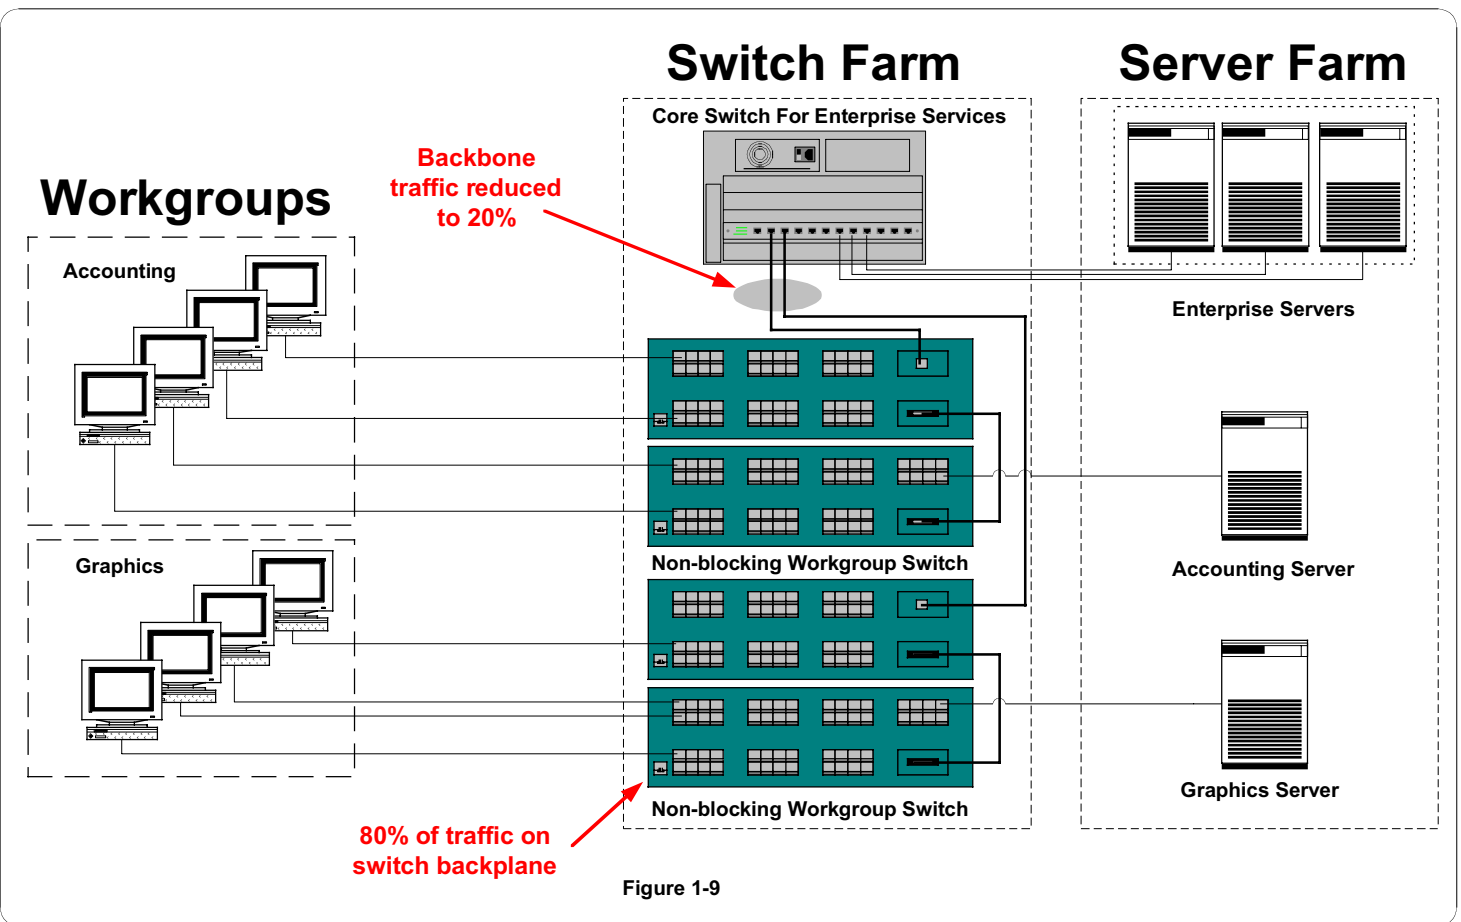 Switch Farm
Server Farm
Workgroups
Core Switch For Enterprise Services
Backbone
traffic reduced
to 20%
Accounting
Enterprise Servers
Non-blocking Workgroup Switch
Accounting Server
Graphics
Graphics Server
Non-blocking Workgroup Switch
80% of traffic on
switch backplane
Figure 1-9